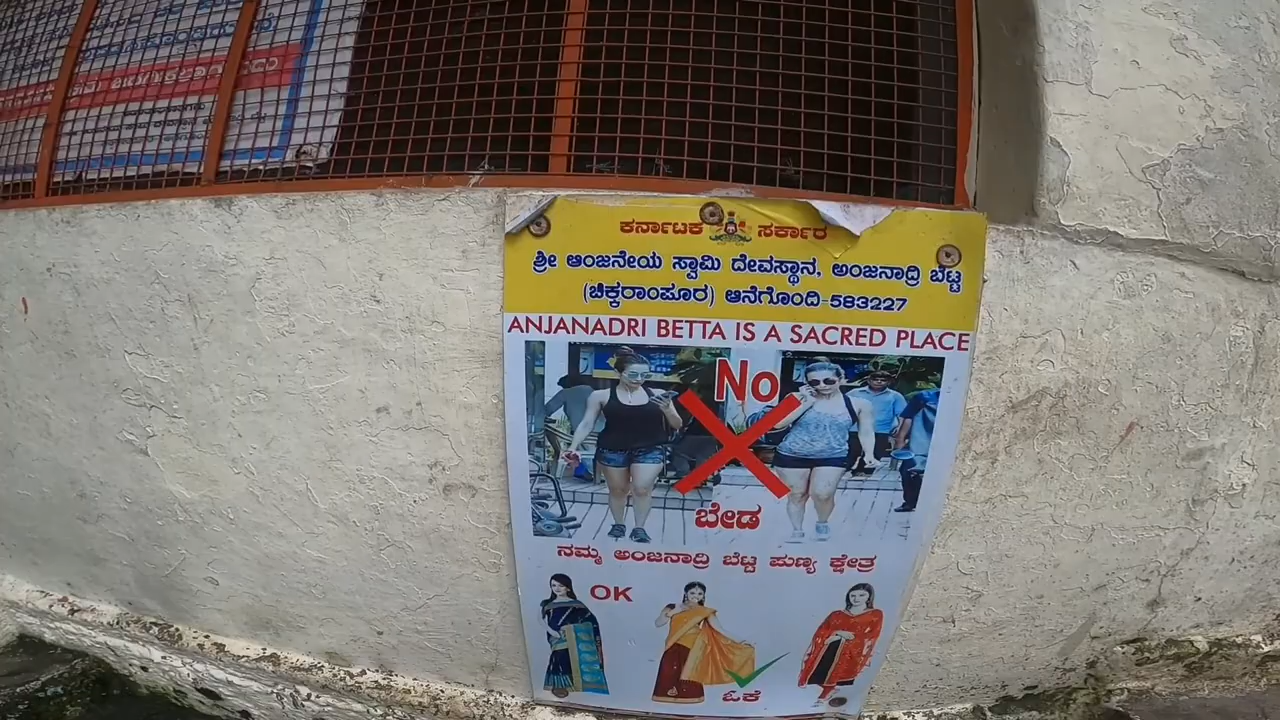 ಕರ್ನಾಟಕ ಸರ್ಕಾರ
ಶ್ರೀ ಆಂಜನೇಯ ಸ್ವಾಮಿ ದೇವಸ್ಥಾನ, ಅಂಜನಾದ್ರಿ ಬೆಟ್ಟ
(ಚಿಕ್ಕರಾಂಪೂರ) ಆನೆಗೊಂದಿ-583227
ANJANADRI BETTA IS A SACRED PLACE
No
ಬೇಡ
ನಮ್ಮ ಅಂಜನಾದ್ರಿ ಬೆಟ್ಟ ಪುಣ್ಯ ಕ್ಷೇತ್ರ
OK
ಓಕೆ